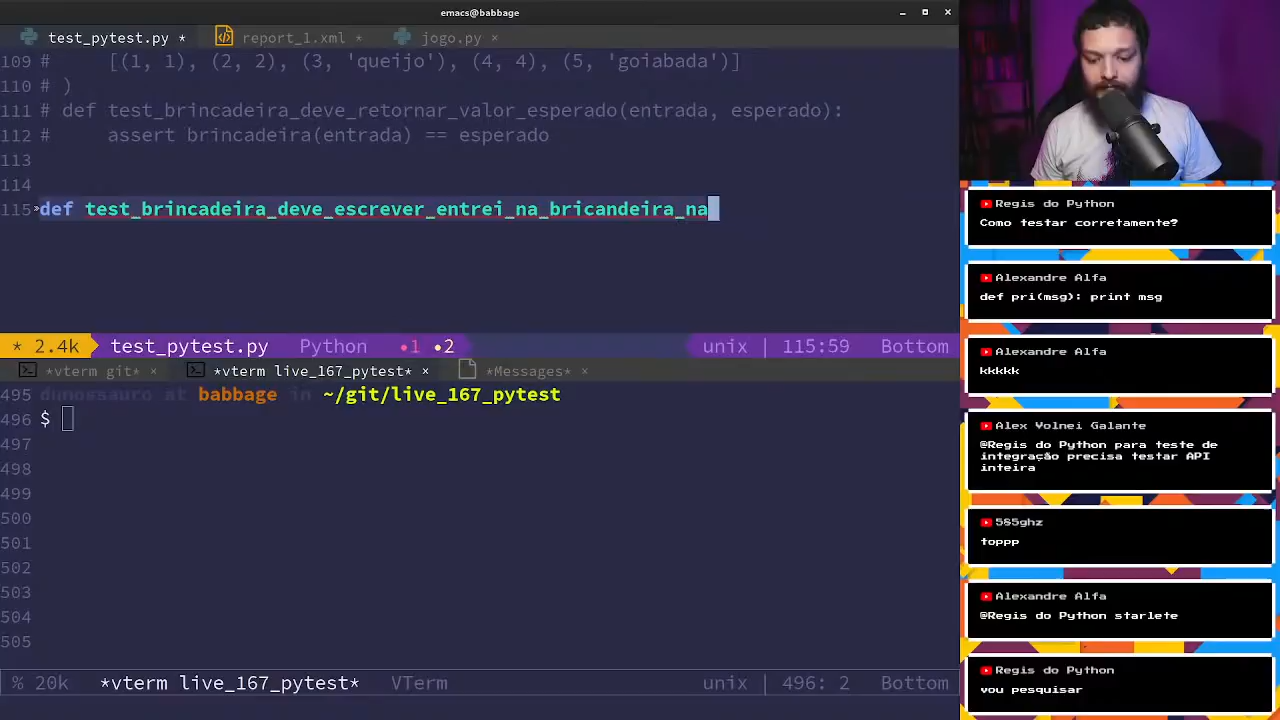 emacs@babbage
test_pytest.py * report_1.xml * jogo.py ×
109 # [(1, 1), (2, 2), (3, 'queijo'), (4, 4), (5, 'goiabada')]
110 # )
111 # def test_brincadeira_deve_retornar_valor_esperado(entrada, esperado):
112 # assert brincadeira(entrada) == esperado
113
114
115 def test_brincadeira_deve_escrever_entrei_na_bricandeira_na
* 2.4k test_pytest.py Python •1 •2 unix | 115:59 Bottom
*vterm git* × *vterm live_167_pytest* × *Messages* ×
495 dunossauro at babbage in ~/git/live_167_pytest
496 $
497
498
499
500
501
502
503
504
505
% 20k *vterm live_167_pytest* VTerm unix | 496: 2 Bottom
Regis do Python
Como testar corretamente?
Alexandre Alfa
def pri(msg): print msg
Alexandre Alfa
kkkkk
Alex Volnei Galante
@Regis do Python para teste de
integração precisa testar API
inteira
585ghz
toppp
Alexandre Alfa
@Regis do Python starlete
Regis do Python
vou pesquisar